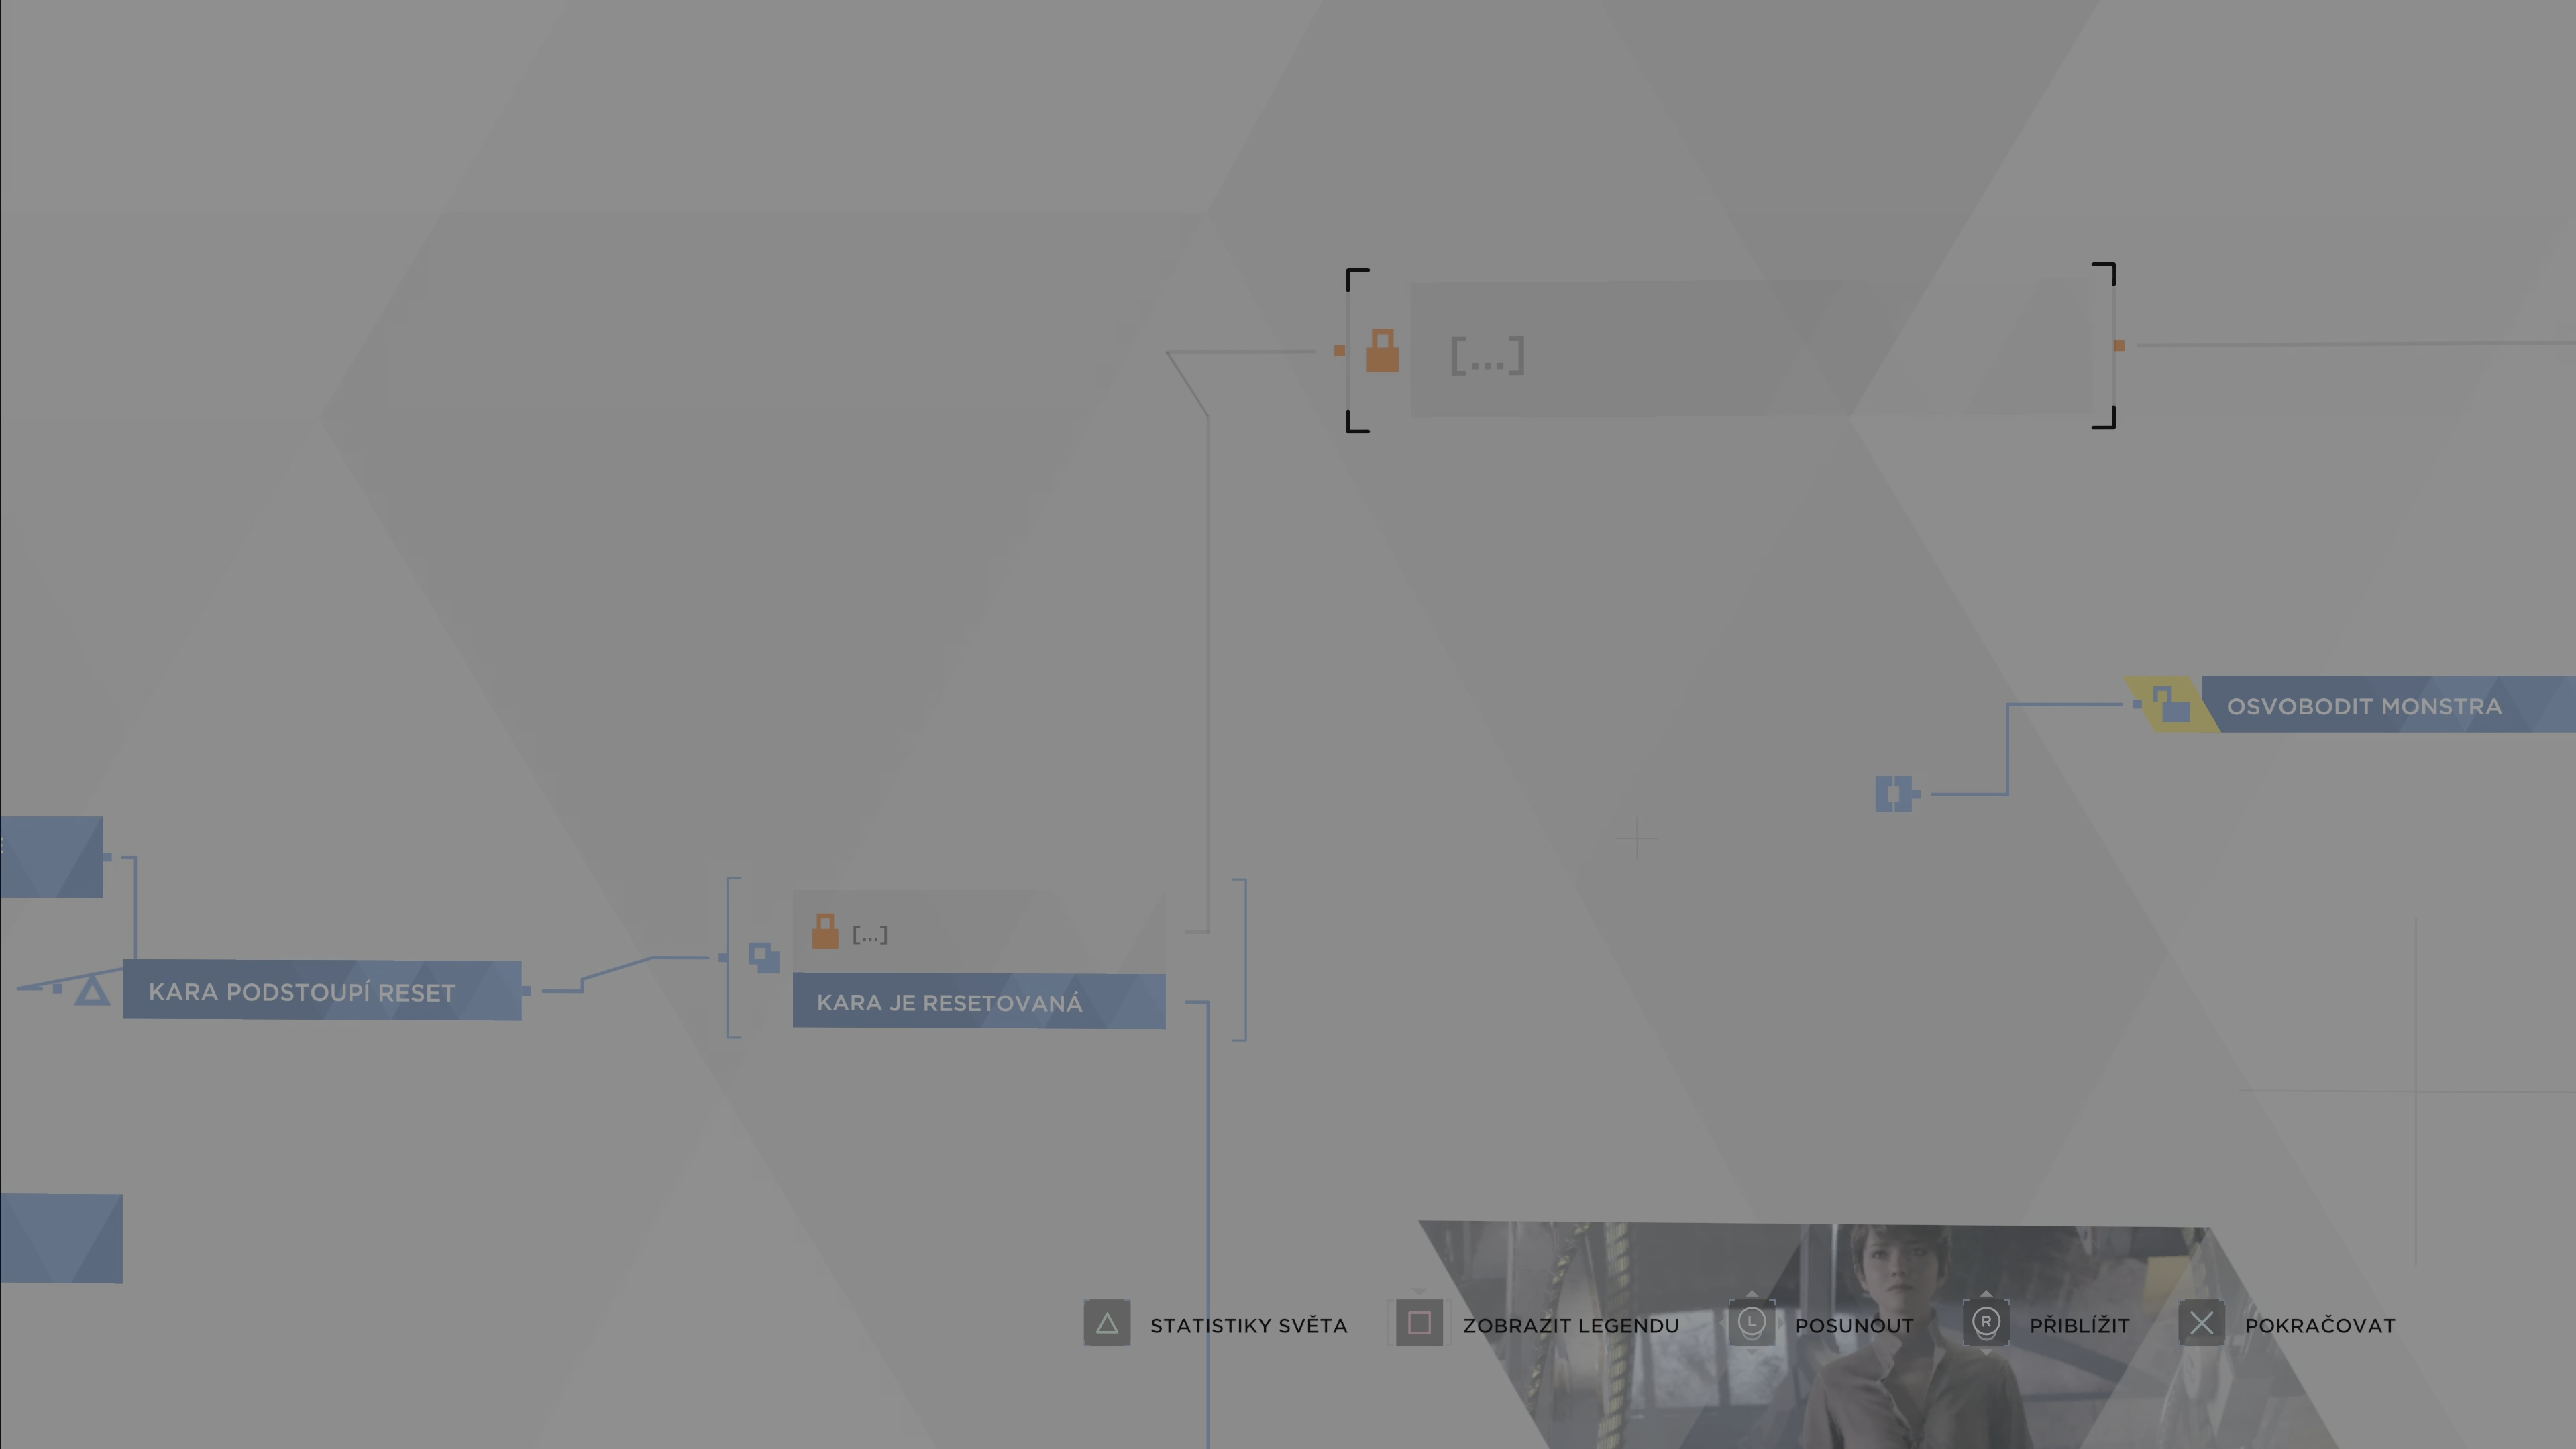 [...]
OSVOBODIT MONSTRA
[...]
KARA PODSTOUPÍ RESET
KARA JE RESETOVANÁ
STATISTIKY SVĚTA
ZOBRAZIT LEGENDU
L
POSUNOUT
R
PŘIBLÍŽIT
POKRAČOVAT